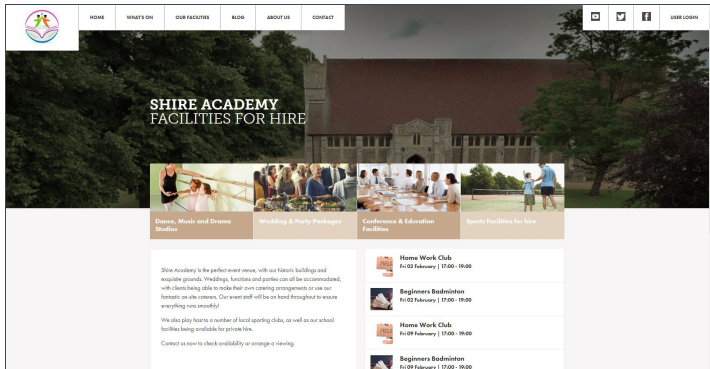 HOME WHAT'S ON OUR FACILITIES BLOG ABOUT US CONTACT USER LOGIN
SHIRE ACADEMY
FACILITIES FOR HIRE
Dance, Music and Drama
Studios
Wedding & Party Packages
Conference & Education
Facilities
Sports Facilities for hire
Shire Academy is the perfect event venue, with our historic buildings and
exquisite grounds. Weddings, functions and parties can all be accommodated,
with clients being able to make their own catering arrangements or use our
fantastic on-site caterers. Our event staff will be on hand throughout to ensure
everything runs smoothly!
We also play host to a number of local sporting clubs, as well as our school
facilities being available for private hire.
Contact us now to check availability or arrange a viewing.
HELP
Home Work Club
Fri 02 February | 17:00 - 19:00
Beginners Badminton
Fri 02 February | 17:00 - 19:00
HELP
Home Work Club
Fri 09 February | 17:00 - 19:00
Beginners Badminton
Fri 09 February | 17:00 - 19:00